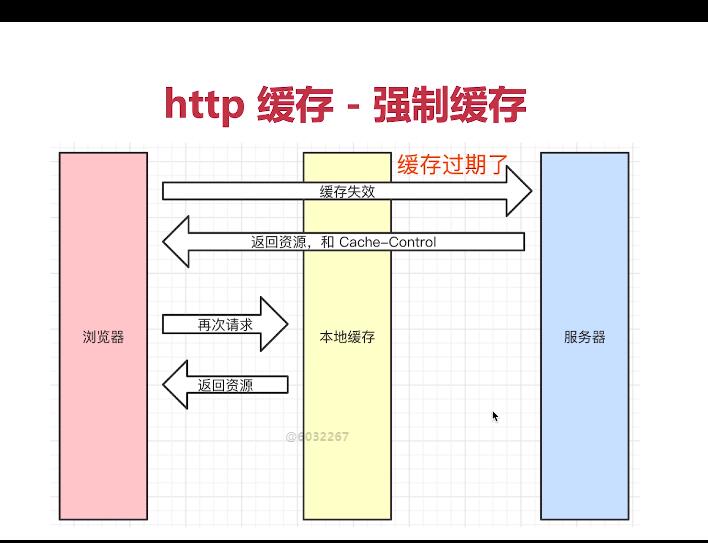 http 缓存 - 强制缓存
缓存过期了
缓存失效
返回资源，和 Cache-Control
再次请求
浏览器
本地缓存
服务器
返回资源
@6032267